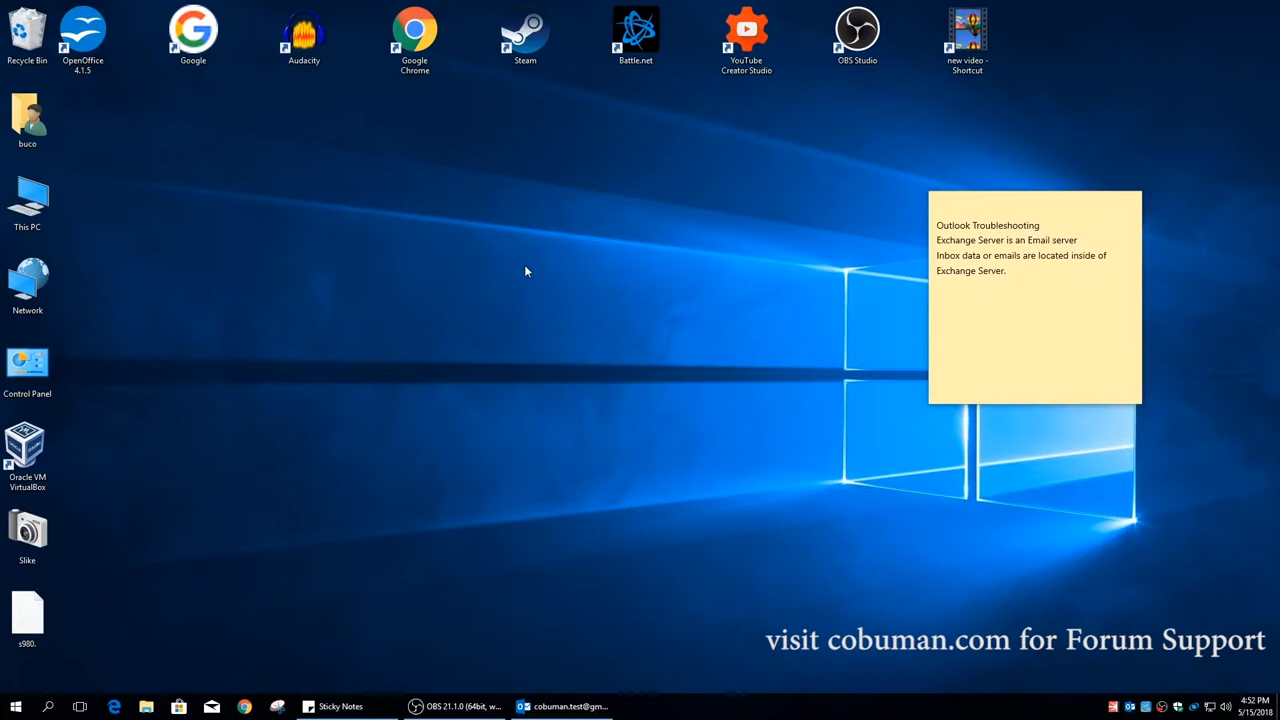 Recycle Bin
OpenOffice
4.1.5
Google
Audacity
Google
Chrome
Steam
Battle.net
YouTube
Creator Studio
OBS Studio
new video -
Shortcut
buco
This PC
Network
Control Panel
Oracle VM
VirtualBox
Slike
s980.
Outlook Troubleshooting
Exchange Server is an Email server
Inbox data or emails are located inside of
Exchange Server.
visit cobuman.com for Forum Support
Sticky Notes
OBS 21.1.0 (64bit, w...
cobuman.test@gm...
4:52 PM
5/15/2018